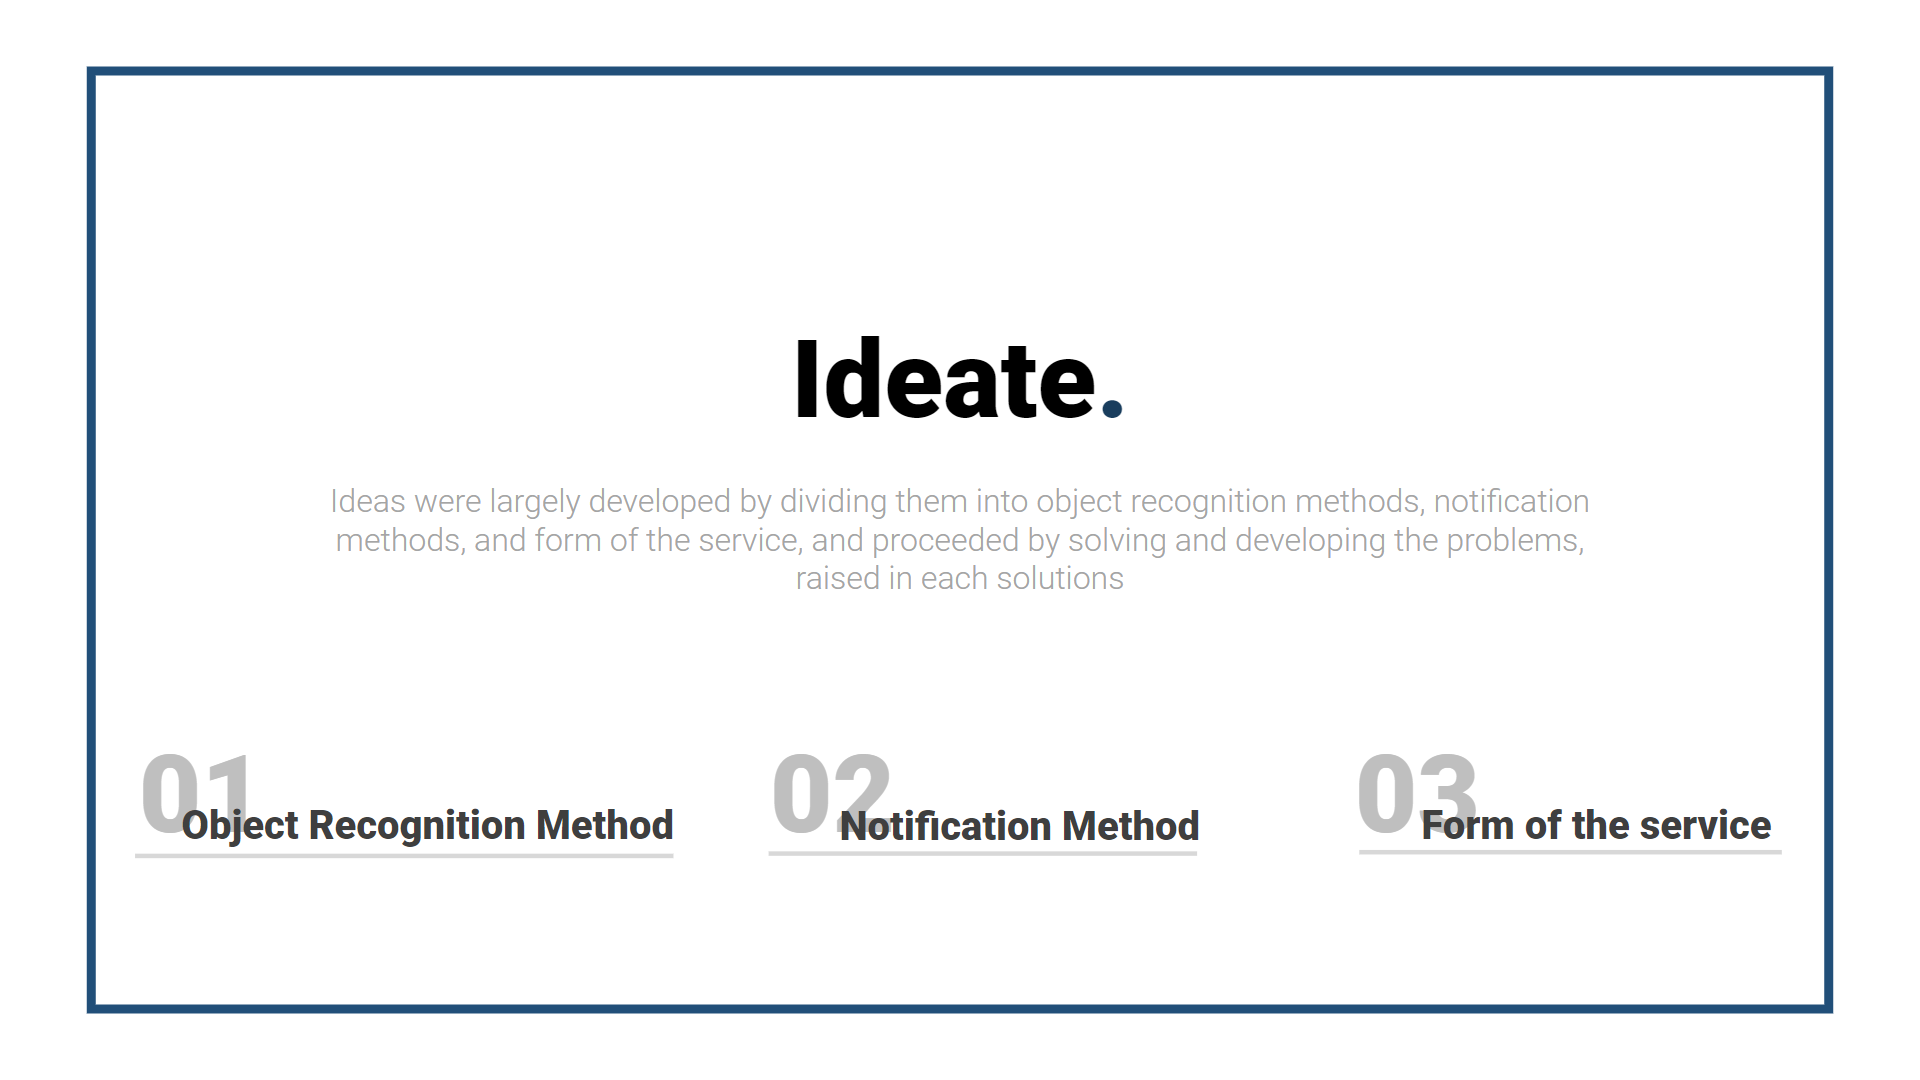 Ideate.
Ideas were largely developed by dividing them into object recognition methods, notification
methods, and form of the service, and proceeded by solving and developing the problems,
raised in each solutions
01
Object Recognition Method
02
Notification Method
03
Form of the service